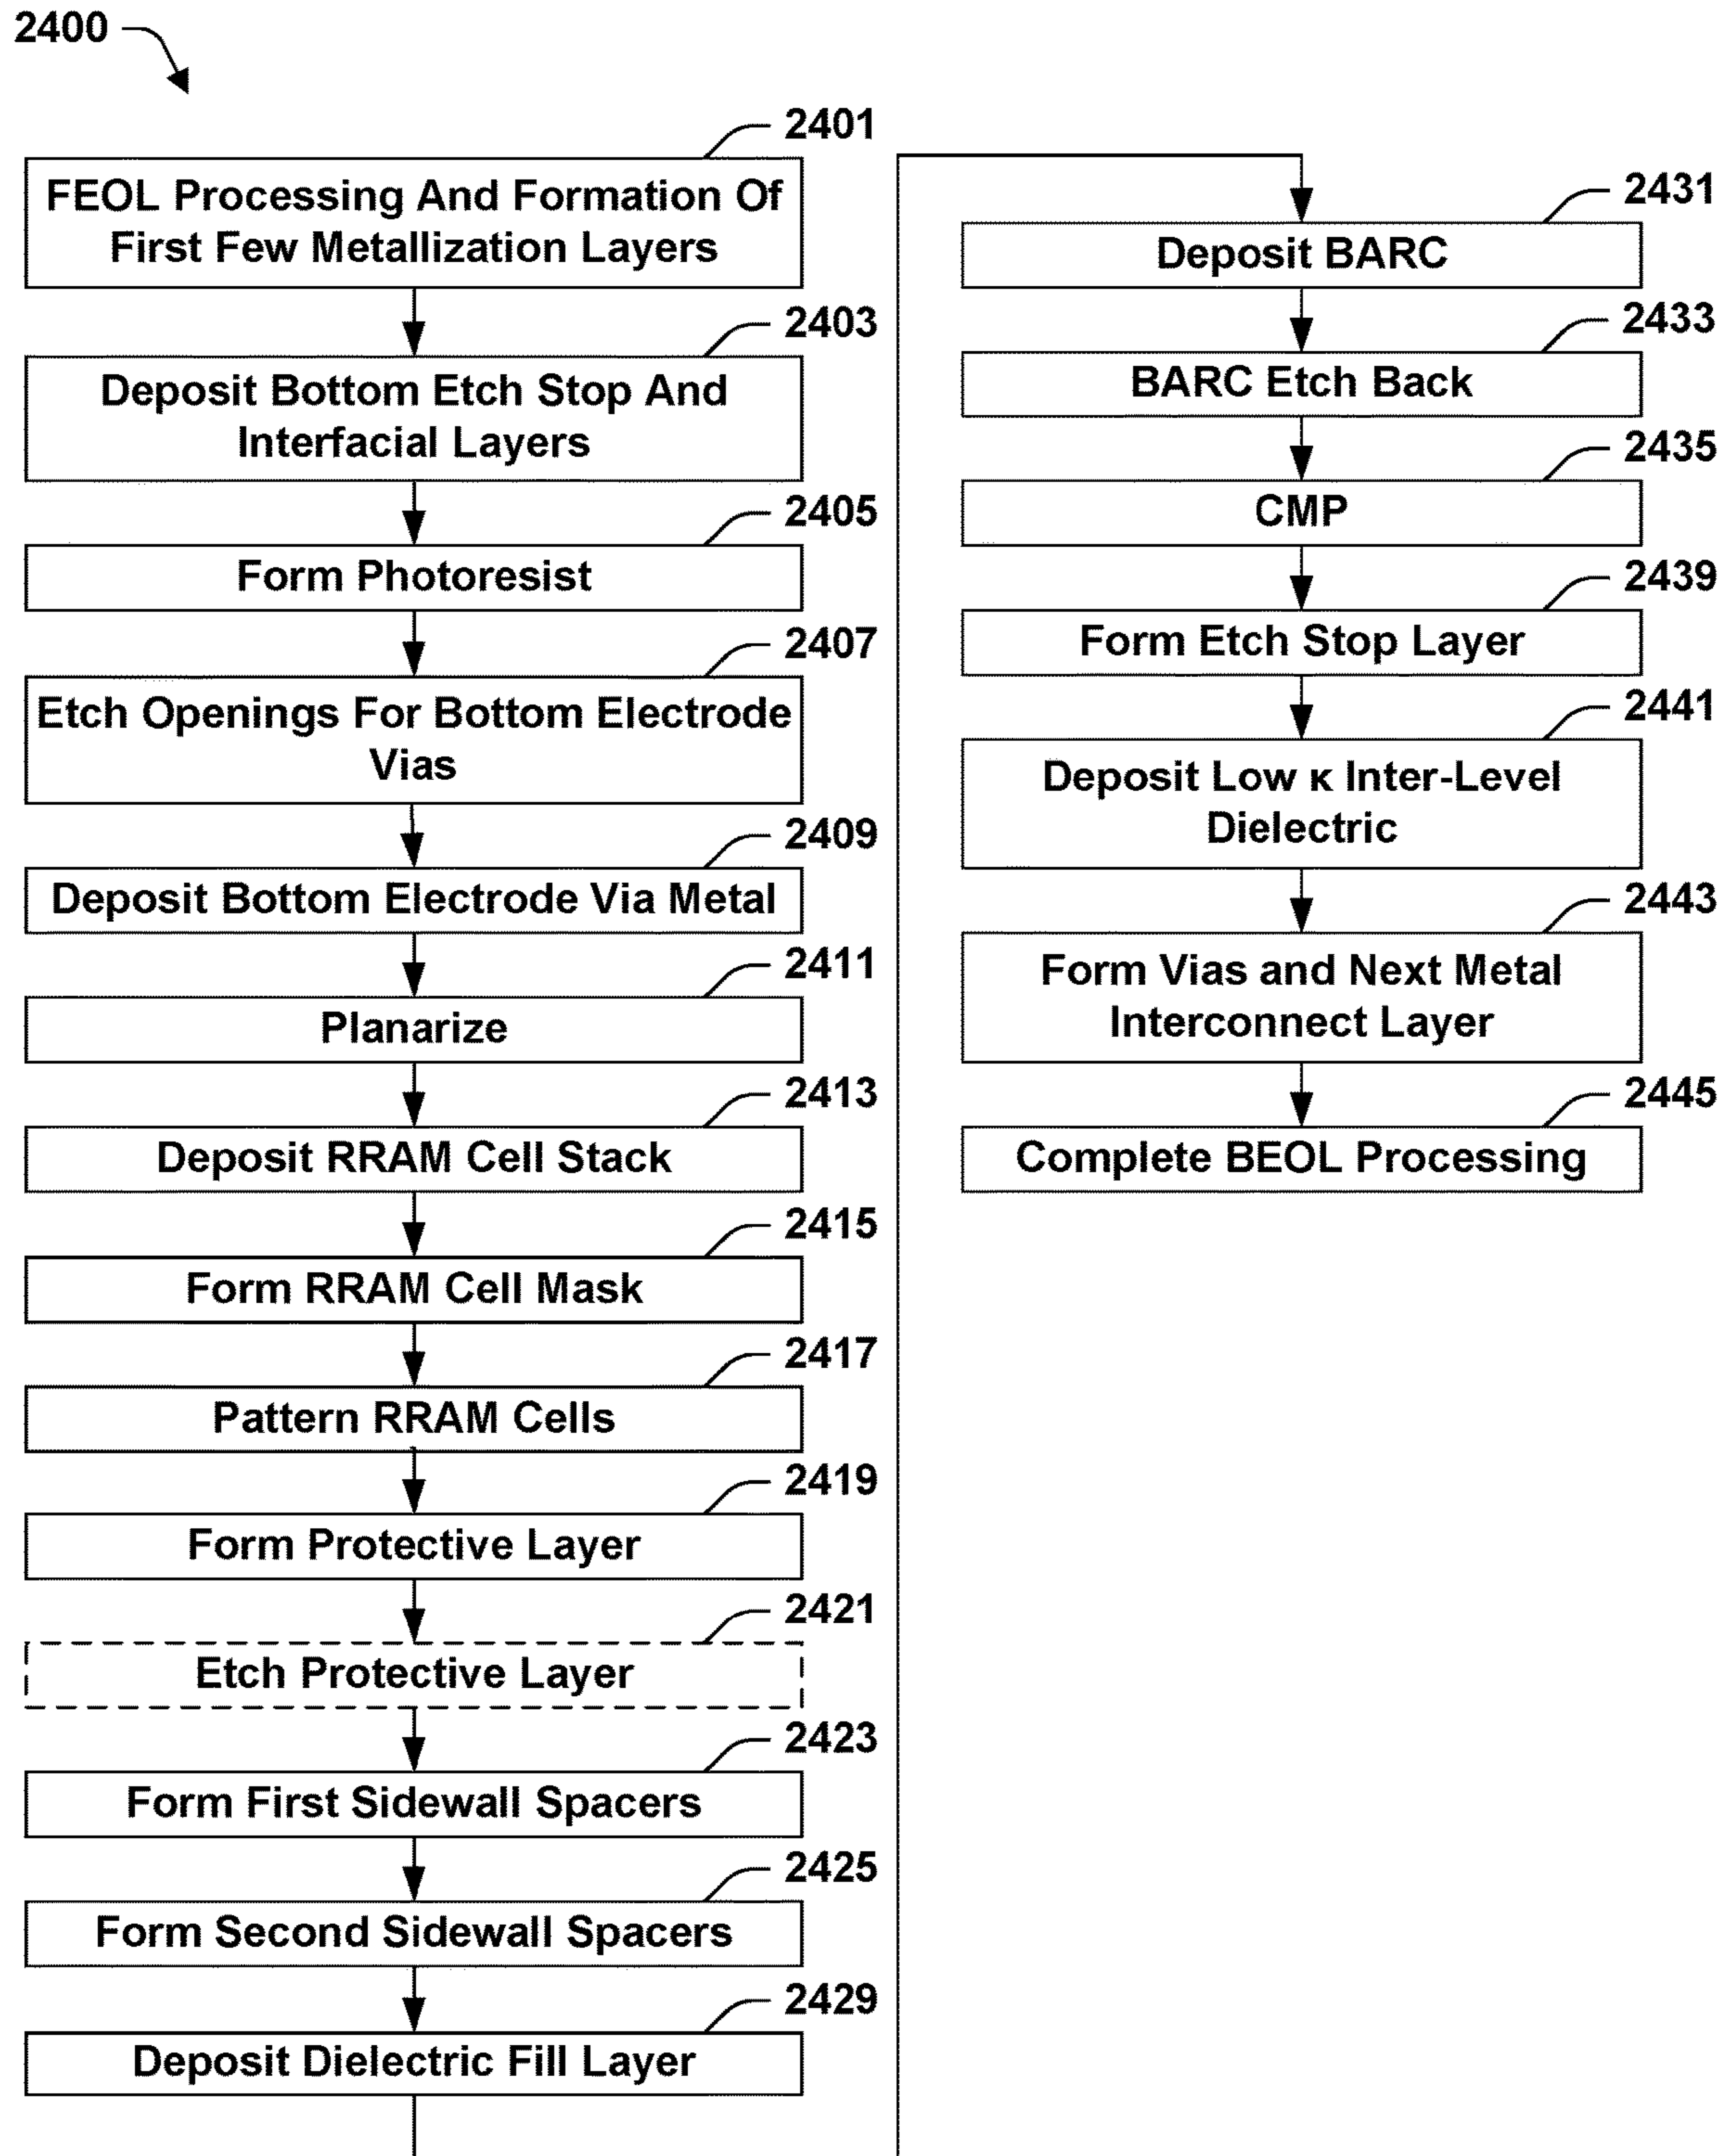 2400
2401
FEOL Processing And Formation Of
First Few Metallization Layers
2403
Deposit Bottom Etch Stop And
Interfacial Layers
2405
Form Photoresist
2407
Etch Openings For Bottom Electrode
Vias
2409
Deposit Bottom Electrode Via Metal
2411
Planarize
2413
Deposit RRAM Cell Stack
2415
Form RRAM Cell Mask
2417
Pattern RRAM Cells
2419
Form Protective Layer
2421
Etch Protective Layer
2423
Form First Sidewall Spacers
2425
Form Second Sidewall Spacers
2429
Deposit Dielectric Fill Layer
2431
Deposit BARC
2433
BARC Etch Back
2435
CMP
2439
Form Etch Stop Layer
2441
Deposit Low κ Inter-Level
Dielectric
2443
Form Vias and Next Metal
Interconnect Layer
2445
Complete BEOL Processing